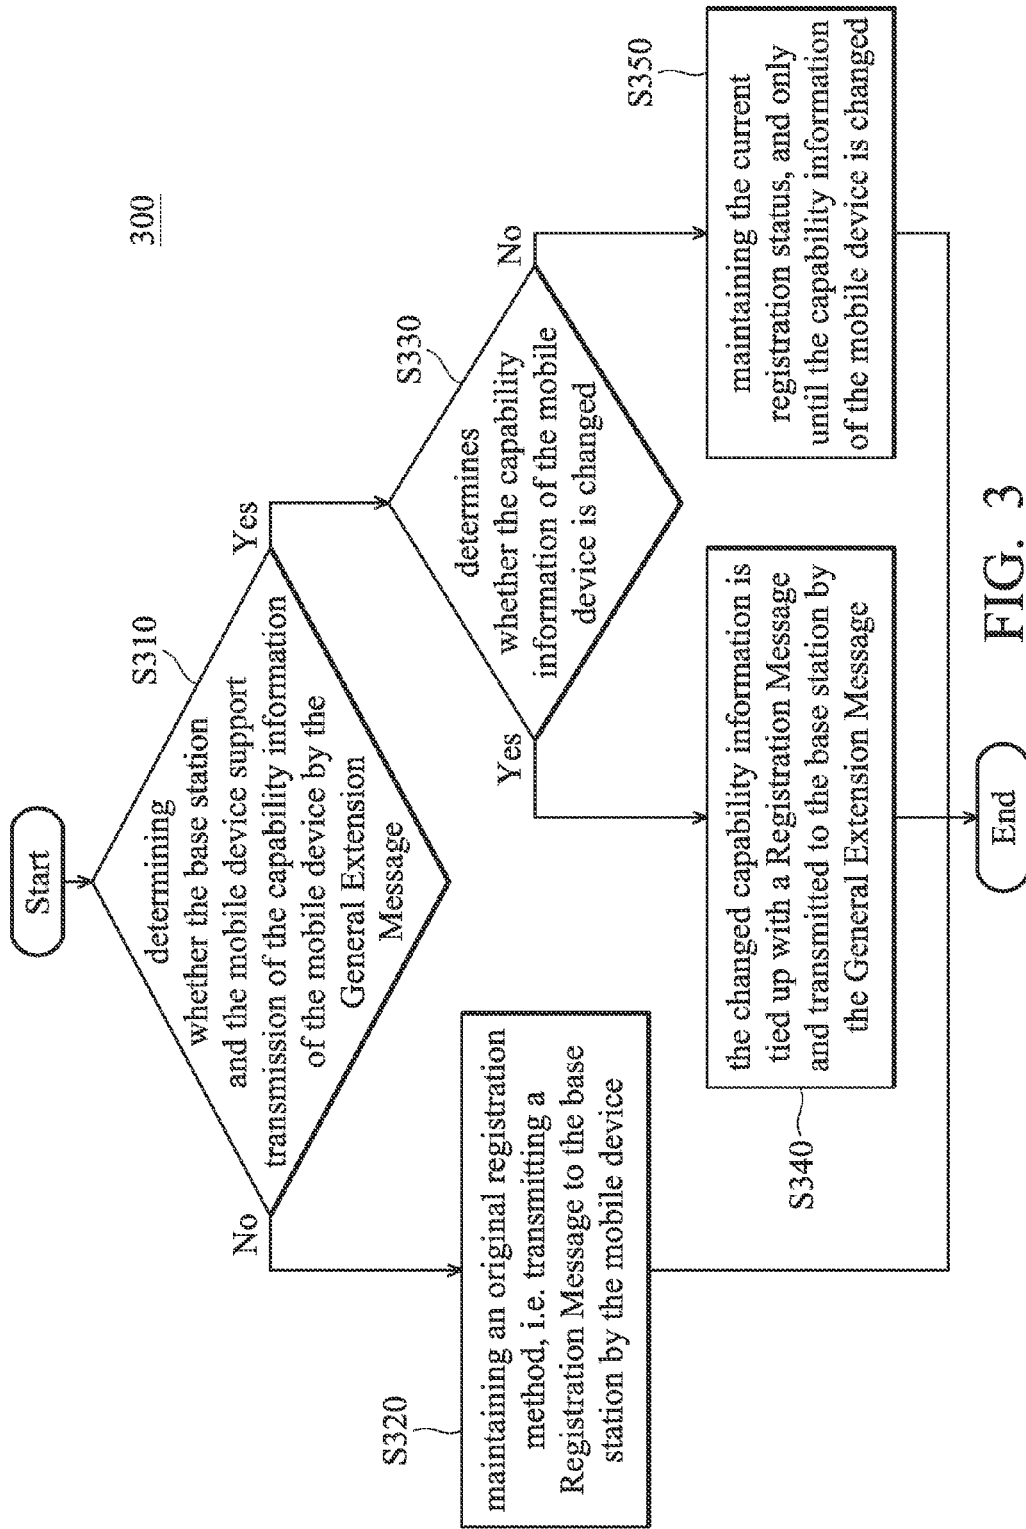 300
Start
S310
determining
whether the base station
and the mobile device support
transmission of the capability information
of the mobile device by the
General Extension
Message
No
Yes
S320
maintaining an original registration
method, i.e. transmitting a
Registration Message to the base
station by the mobile device
S330
determines
whether the capability
information of the mobile
device is changed
Yes
No
S340
the changed capability information is
tied up with a Registration Message
and transmitted to the base station by
the General Extension Message
S350
maintaining the current
registration status, and only
until the capability information
of the mobile device is changed
End
FIG. 3